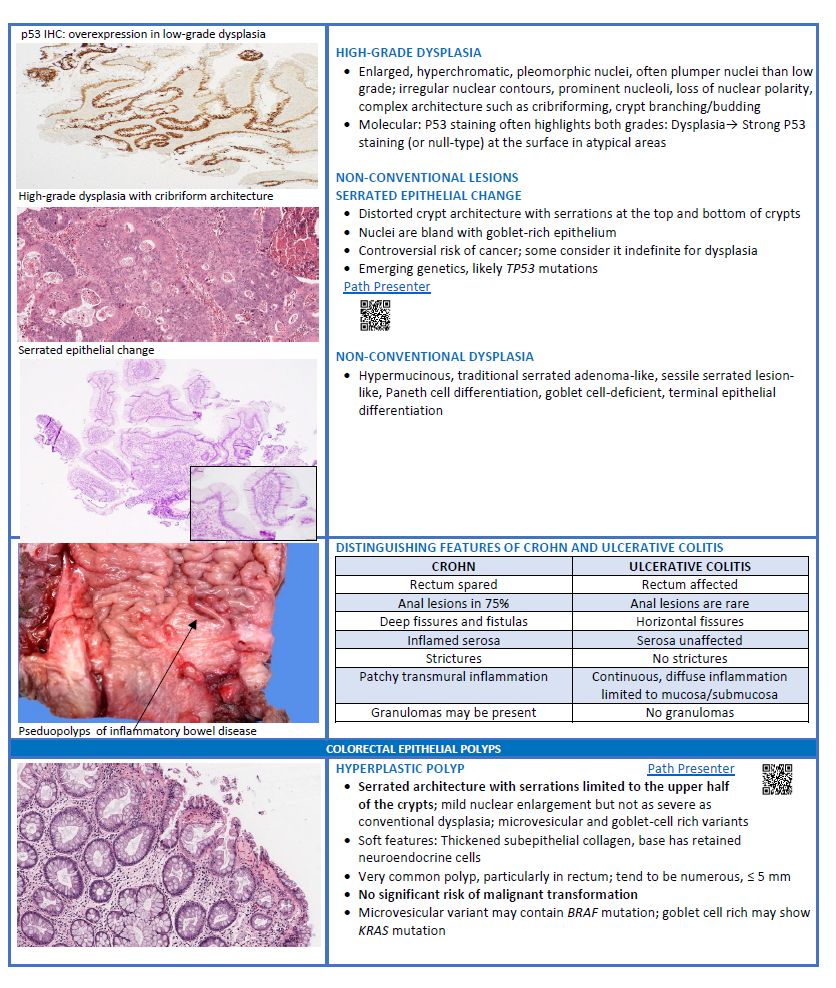 p53 IHC: overexpression in low-grade dysplasia
High-grade dysplasia with cribriform architecture
Serrated epithelial change
HIGH-GRADE DYSPLASIA
• Enlarged, hyperchromatic, pleomorphic nuclei, often plumper nuclei than low
grade; irregular nuclear contours, prominent nucleoli, loss of nuclear polarity,
complex architecture such as cribriforming, crypt branching/budding
• Molecular: P53 staining often highlights both grades: Dysplasia→ Strong P53
staining (or null-type) at the surface in atypical areas
NON-CONVENTIONAL LESIONS
SERRATED EPITHELIAL CHANGE
• Distorted crypt architecture with serrations at the top and bottom of crypts
• Nuclei are bland with goblet-rich epithelium
• Controversial risk of cancer; some consider it indefinite for dysplasia
• Emerging genetics, likely TP53 mutations
Path Presenter
NON-CONVENTIONAL DYSPLASIA
• Hypermucinous, traditional serrated adenoma-like, sessile serrated lesion-
like, Paneth cell differentiation, goblet cell-deficient, terminal epithelial
differentiation
Pseduopolyps of inflammatory bowel disease
DISTINGUISHING FEATURES OF CROHN AND ULCERATIVE COLITIS
CROHN ULCERATIVE COLITIS
Rectum spared Rectum affected
Anal lesions in 75% Anal lesions are rare
Deep fissures and fistulas Horizontal fissures
Inflamed serosa Serosa unaffected
Strictures No strictures
Patchy transmural inflammation Continuous, diffuse inflammation
limited to mucosa/submucosa
Granulomas may be present No granulomas
COLORECTAL EPITHELIAL POLYPS
HYPERPLASTIC POLYP Path Presenter
• Serrated architecture with serrations limited to the upper half
of the crypts; mild nuclear enlargement but not as severe as
conventional dysplasia; microvesicular and goblet-cell rich variants
• Soft features: Thickened subepithelial collagen, base has retained
neuroendocrine cells
• Very common polyp, particularly in rectum; tend to be numerous, ≤ 5 mm
• No significant risk of malignant transformation
• Microvesicular variant may contain BRAF mutation; goblet cell rich may show
KRAS mutation